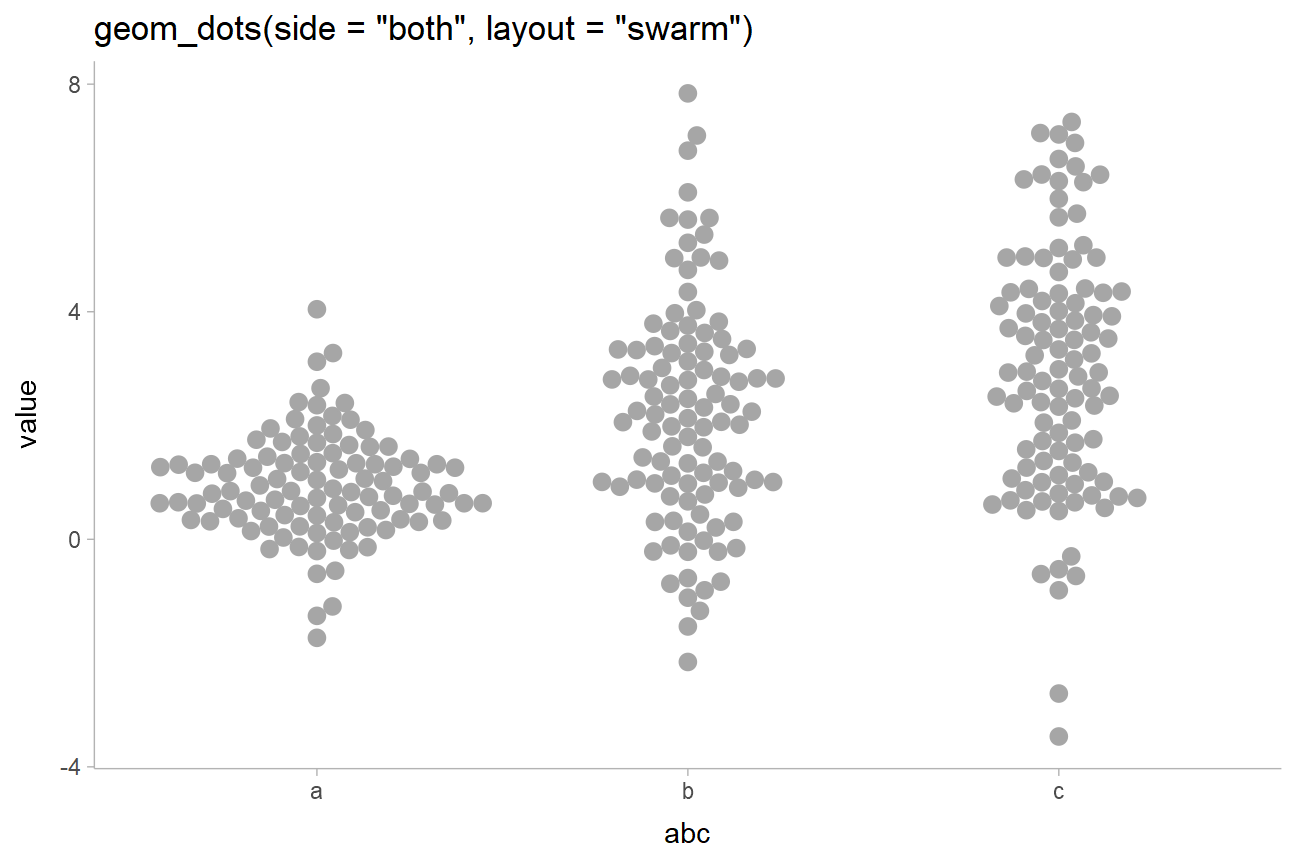 geom_dots(side = "both", layout = "swarm")
8
4
0
-4
value
a b c
abc